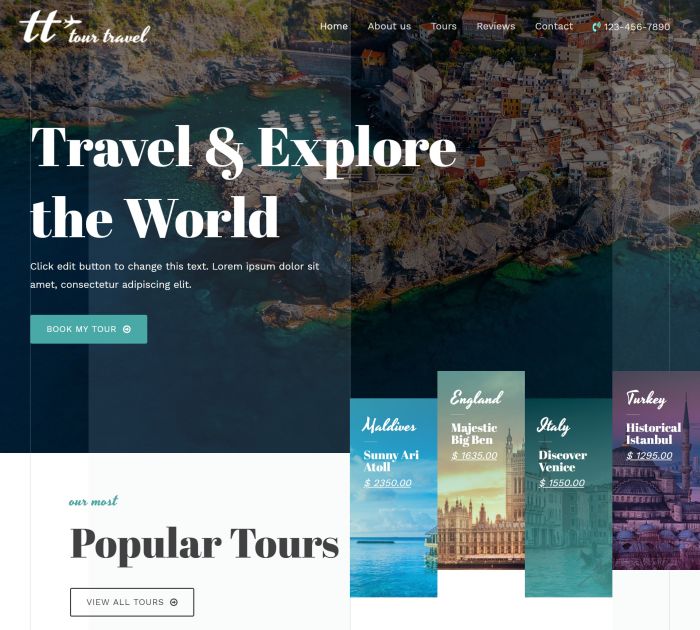 tt tour travel
Home About us Tours Reviews Contact 123-456-7890
Travel & Explore
the World
Click edit button to change this text. Lorem ipsum dolor sit
amet, consectetur adipiscing elit.
BOOK MY TOUR
Maldives
Sunny Ari
Atoll
$ 2350.00
England
Majestic
Big Ben
$ 1635.00
Italy
Discover
Venice
$ 1550.00
Turkey
Historical
Istanbul
$ 1295.00
our most
Popular Tours
VIEW ALL TOURS